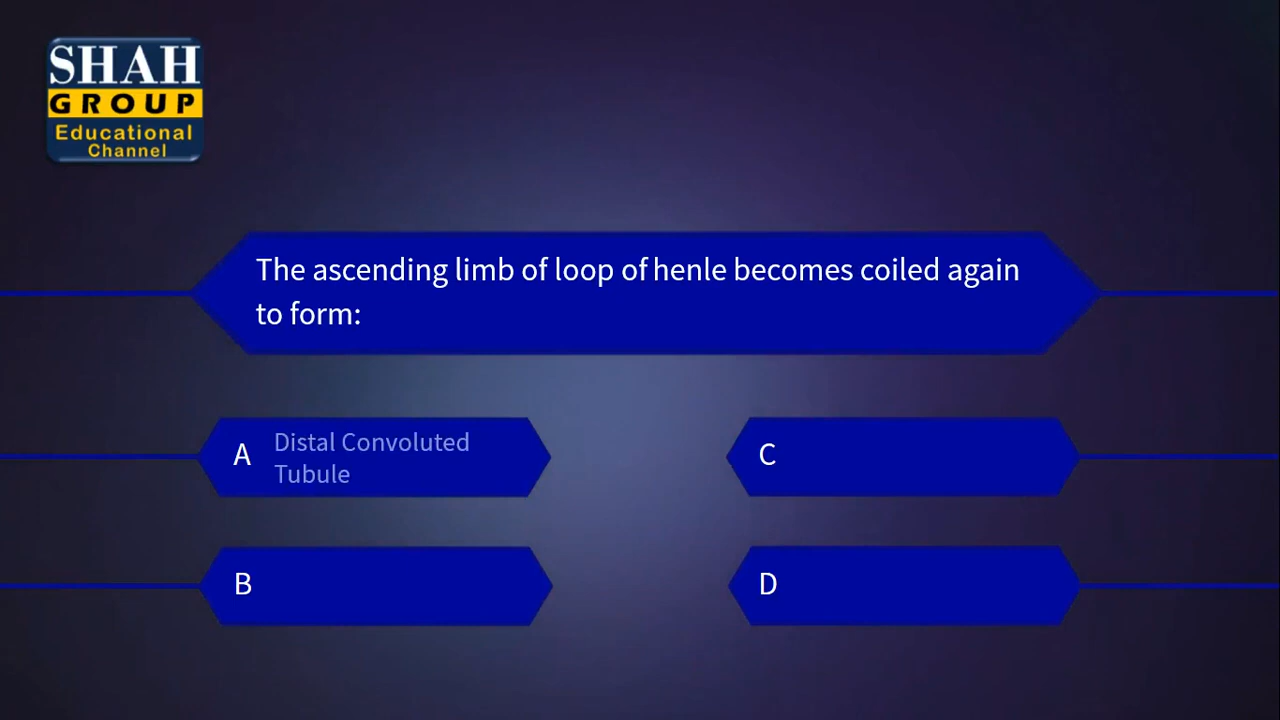 SHAH
GROUP
Educational
Channel
The ascending limb of loop of henle becomes coiled again
to form:
A Distal Convoluted
Tubule
C
B
D